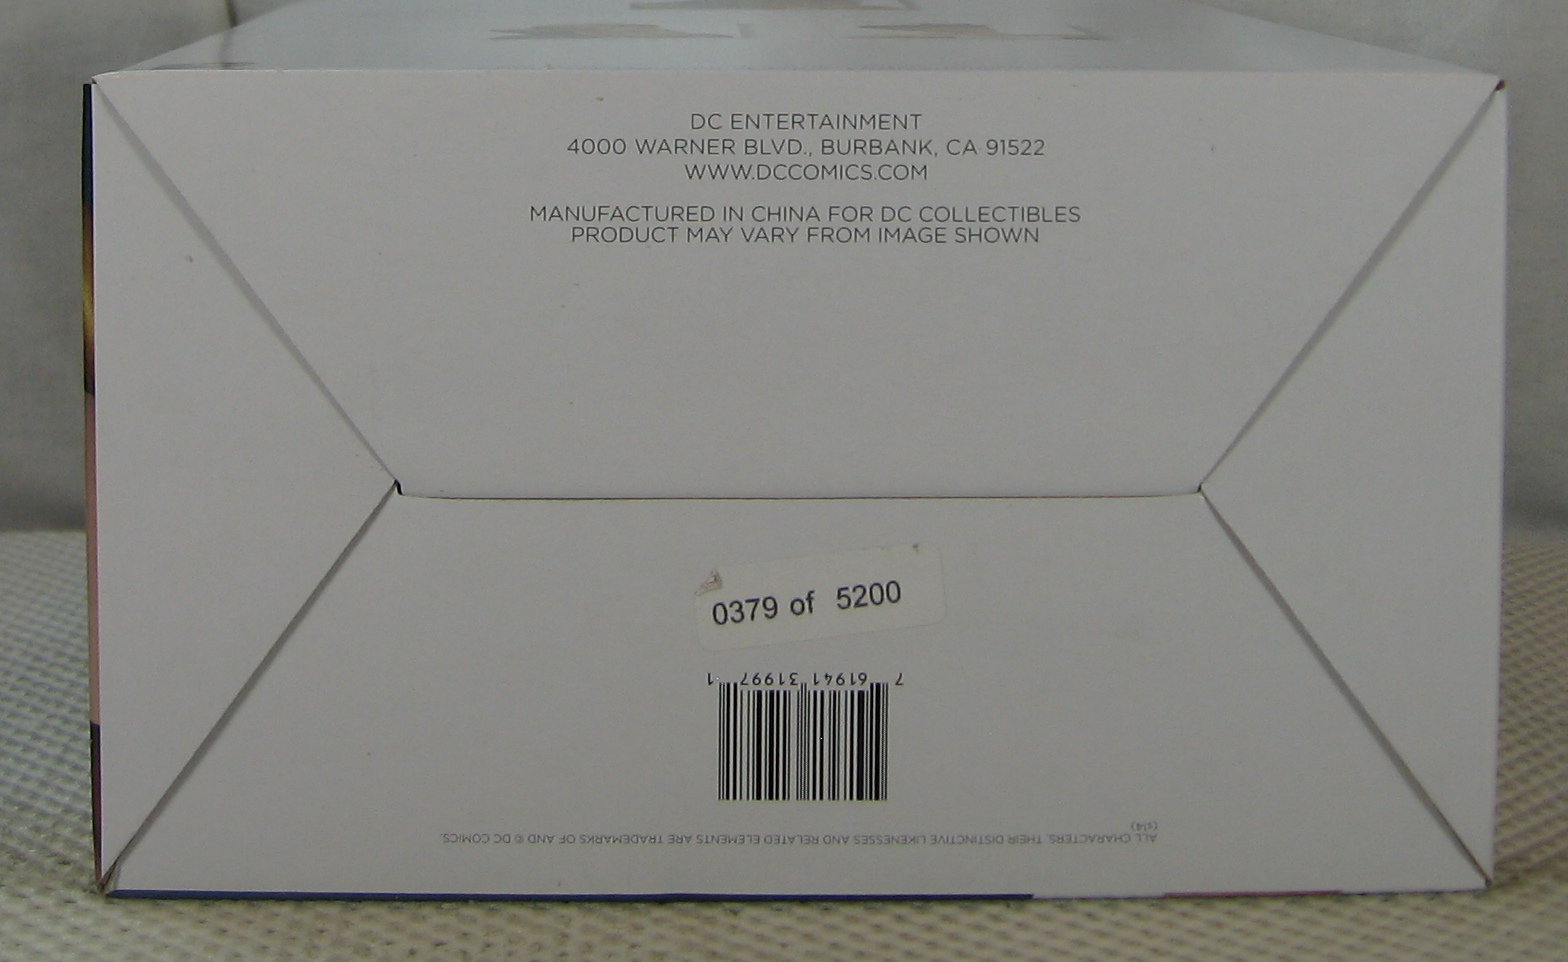 DC ENTERTAINMENT
4000 WARNER BLVD., BURBANK, CA 91522
WWW.DCCOMICS.COM
MANUFACTURED IN CHINA FOR DC COLLECTIBLES
PRODUCT MAY VARY FROM IMAGE SHOWN
0379 of 5200
7 61941 31997 1
ALL CHARACTERS, THEIR DISTINCTIVE LIKENESSES AND RELATED ELEMENTS ARE TRADEMARKS OF AND © DC COMICS.
(s14)